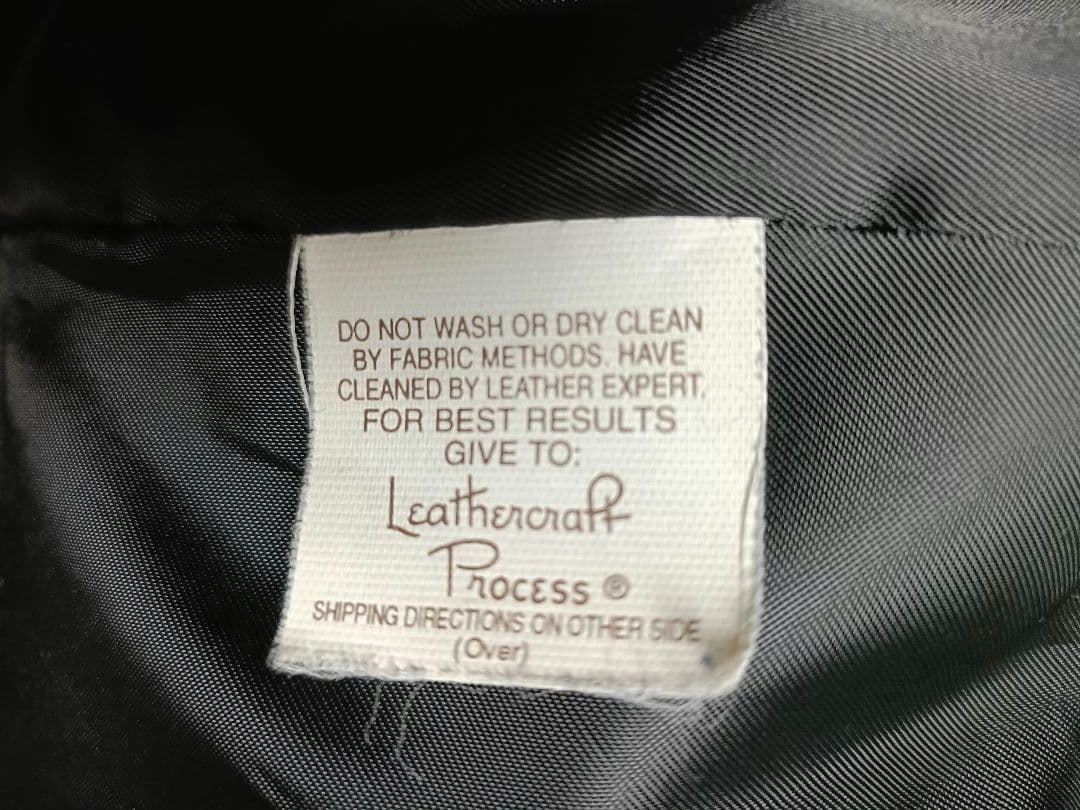 DO NOT WASH OR DRY CLEAN
BY FABRIC METHODS. HAVE
CLEANED BY LEATHER EXPERT.
FOR BEST RESULTS
GIVE TO:
Leathercraft
Process ®
SHIPPING DIRECTIONS ON OTHER SIDE
(Over)